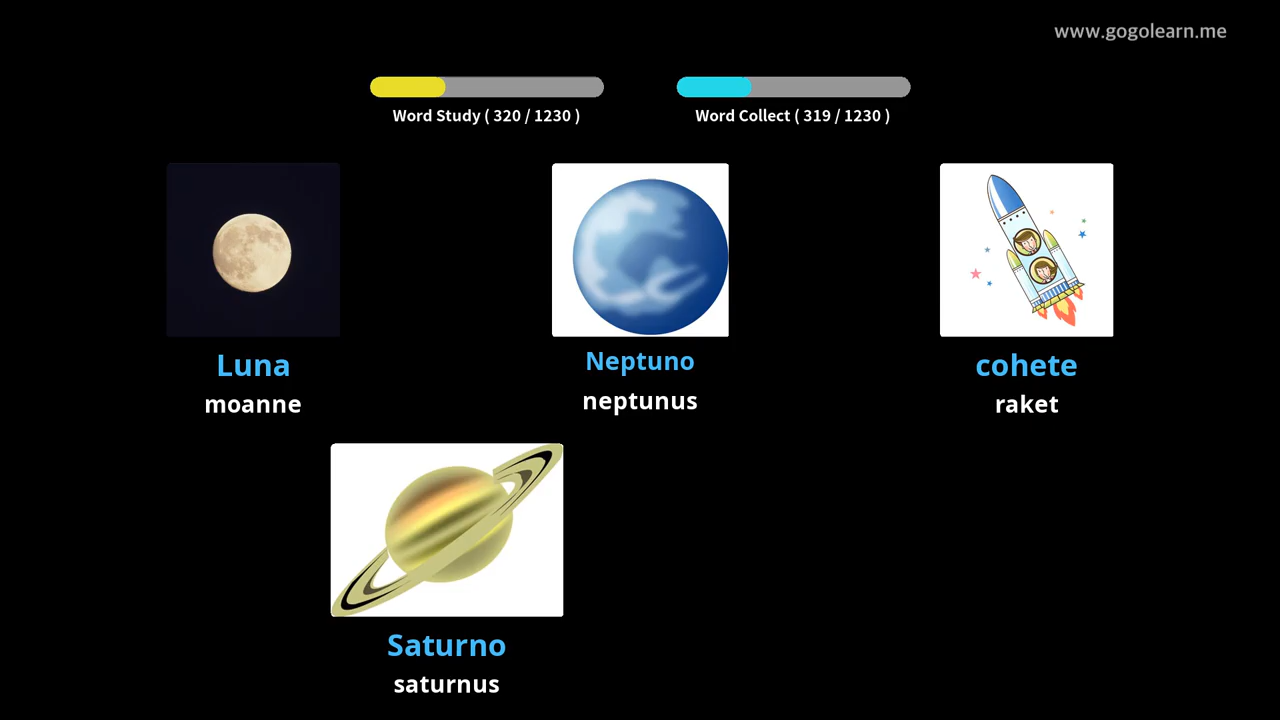 www.gogolearn.me
Word Study ( 320 / 1230 )
Word Collect ( 319 / 1230 )
Luna
moanne
Neptuno
neptunus
cohete
raket
Saturno
saturnus